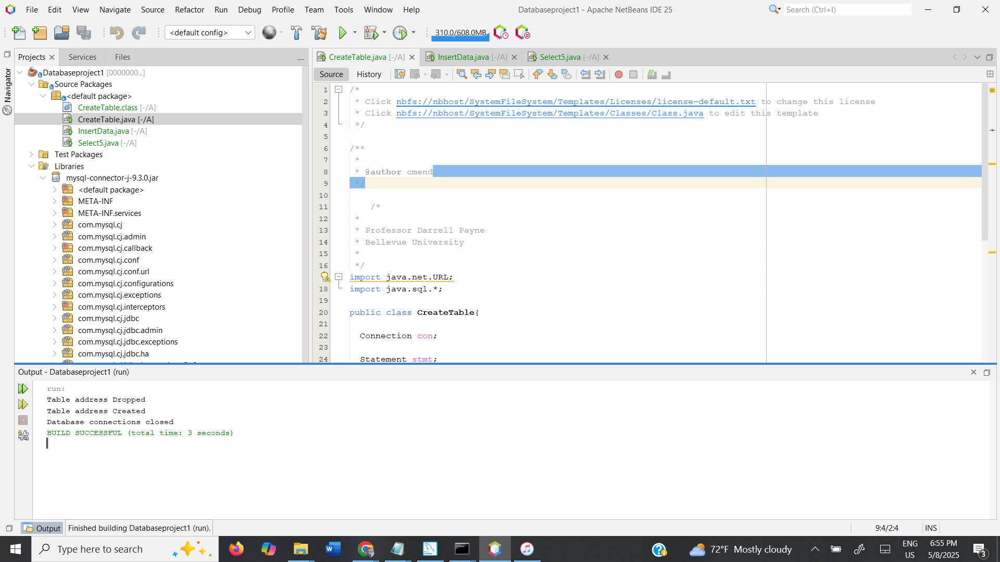 File Edit View Navigate Source Refactor Run Debug Profile Team Tools Window Help
Databaseproject1 - Apache NetBeans IDE 25
Search (Ctrl+I)
<default config>
310.0/608.0MB
Projects Services Files
Navigator
Databaseproject1 [0000000...]
Source Packages
<default package>
CreateTable.class [-/A]
CreateTable.java [-/A]
InsertData.java [-/A]
Select5.java [-/A]
Test Packages
Libraries
mysql-connector-j-9.3.0.jar
<default package>
META-INF
META-INF.services
com.mysql.cj
com.mysql.cj.admin
com.mysql.cj.callback
com.mysql.cj.conf
com.mysql.cj.conf.url
com.mysql.cj.configurations
com.mysql.cj.exceptions
com.mysql.cj.interceptors
com.mysql.cj.jdbc
com.mysql.cj.jdbc.admin
com.mysql.cj.jdbc.exceptions
com.mysql.cj.jdbc.ha
CreateTable.java [-/A] InsertData.java [-/A] Select5.java [-/A]
Source History
1 /*
2 * Click nbfs://nbhost/SystemFileSystem/Templates/Licenses/license-default.txt to change this license
3 * Click nbfs://nbhost/SystemFileSystem/Templates/Classes/Class.java to edit this template
4 */
5
6 /**
7 *
8 * @author cmend
9 */
10
11 /*
12 *
13 * Professor Darrell Payne
14 * Bellevue University
15 *
16 */
import java.net.URL;
18 import java.sql.*;
19
20 public class CreateTable{
21
22 Connection con;
23
24 Statement stmt;
Output - Databaseproject1 (run)
run:
Table address Dropped
Table address Created
Database connections closed
BUILD SUCCESSFUL (total time: 3 seconds)
Output
Finished building Databaseproject1 (run).
9:4/2:4
INS
Type here to search
72°F Mostly cloudy
ENG
US
6:55 PM
5/8/2025
3